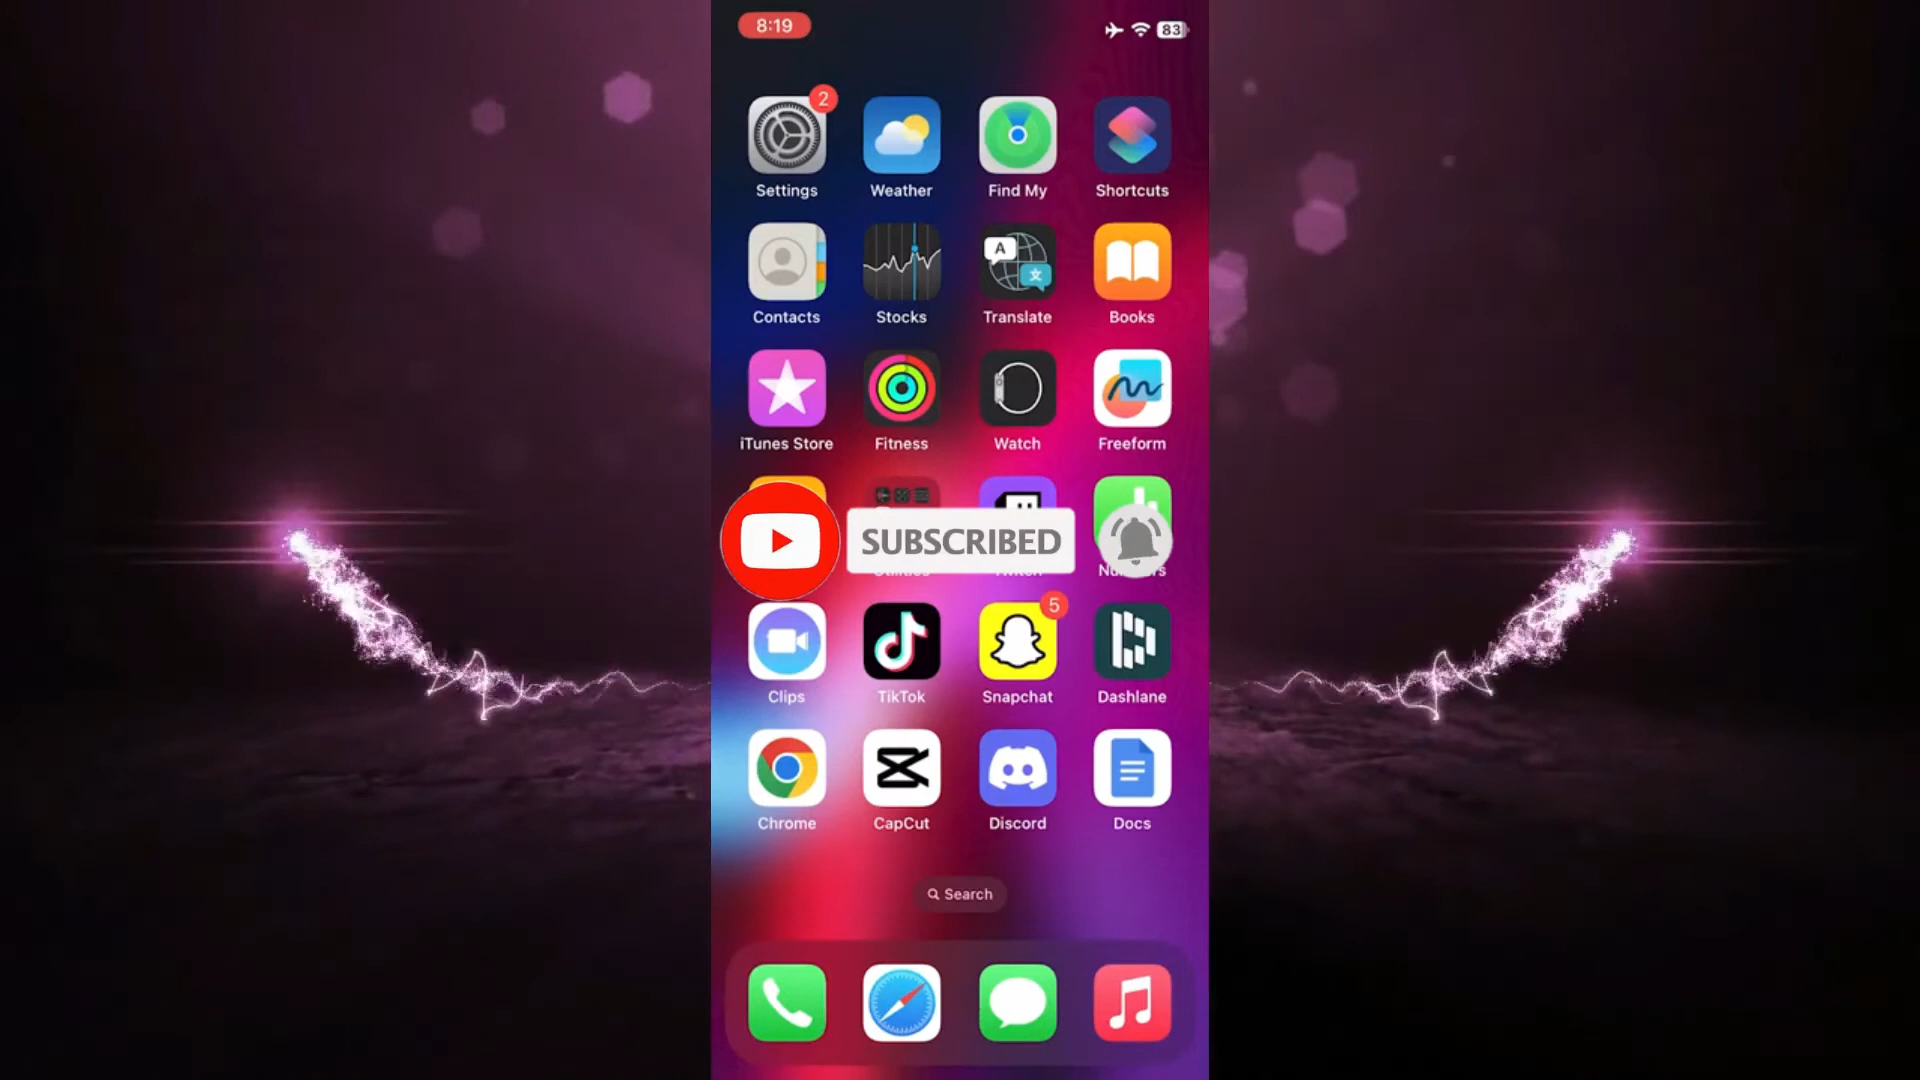 8:19
83
2
Settings
Weather
Find My
Shortcuts
A
文
Contacts
Stocks
Translate
Books
iTunes Store
Fitness
Watch
Freeform
SUBSCRIBED
5
Clips
TikTok
Snapchat
Dashlane
Chrome
CapCut
Discord
Docs
Search